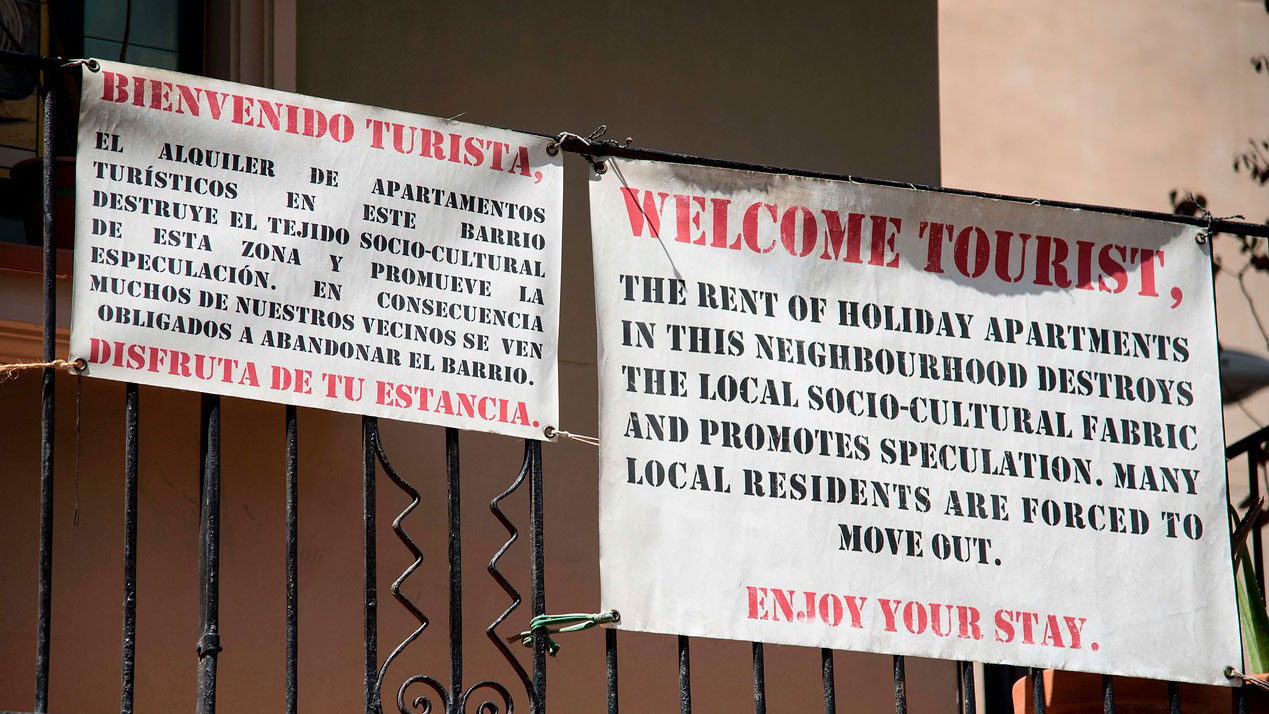 BIENVENIDO TURISTA,
EL ALQUILER DE APARTAMENTOS
TURÍSTICOS EN ESTE BARRIO
DESTRUYE EL TEJIDO SOCIO-CULTURAL
DE ESTA ZONA Y PROMUEVE LA
ESPECULACIÓN. EN CONSECUENCIA
MUCHOS DE NUESTROS VECINOS SE VEN
OBLIGADOS A ABANDONAR EL BARRIO.
DISFRUTA DE TU ESTANCIA.
WELCOME TOURIST,
THE RENT OF HOLIDAY APARTMENTS
IN THIS NEIGHBOURHOOD DESTROYS
THE LOCAL SOCIO-CULTURAL FABRIC
AND PROMOTES SPECULATION. MANY
LOCAL RESIDENTS ARE FORCED TO
MOVE OUT.
ENJOY YOUR STAY.